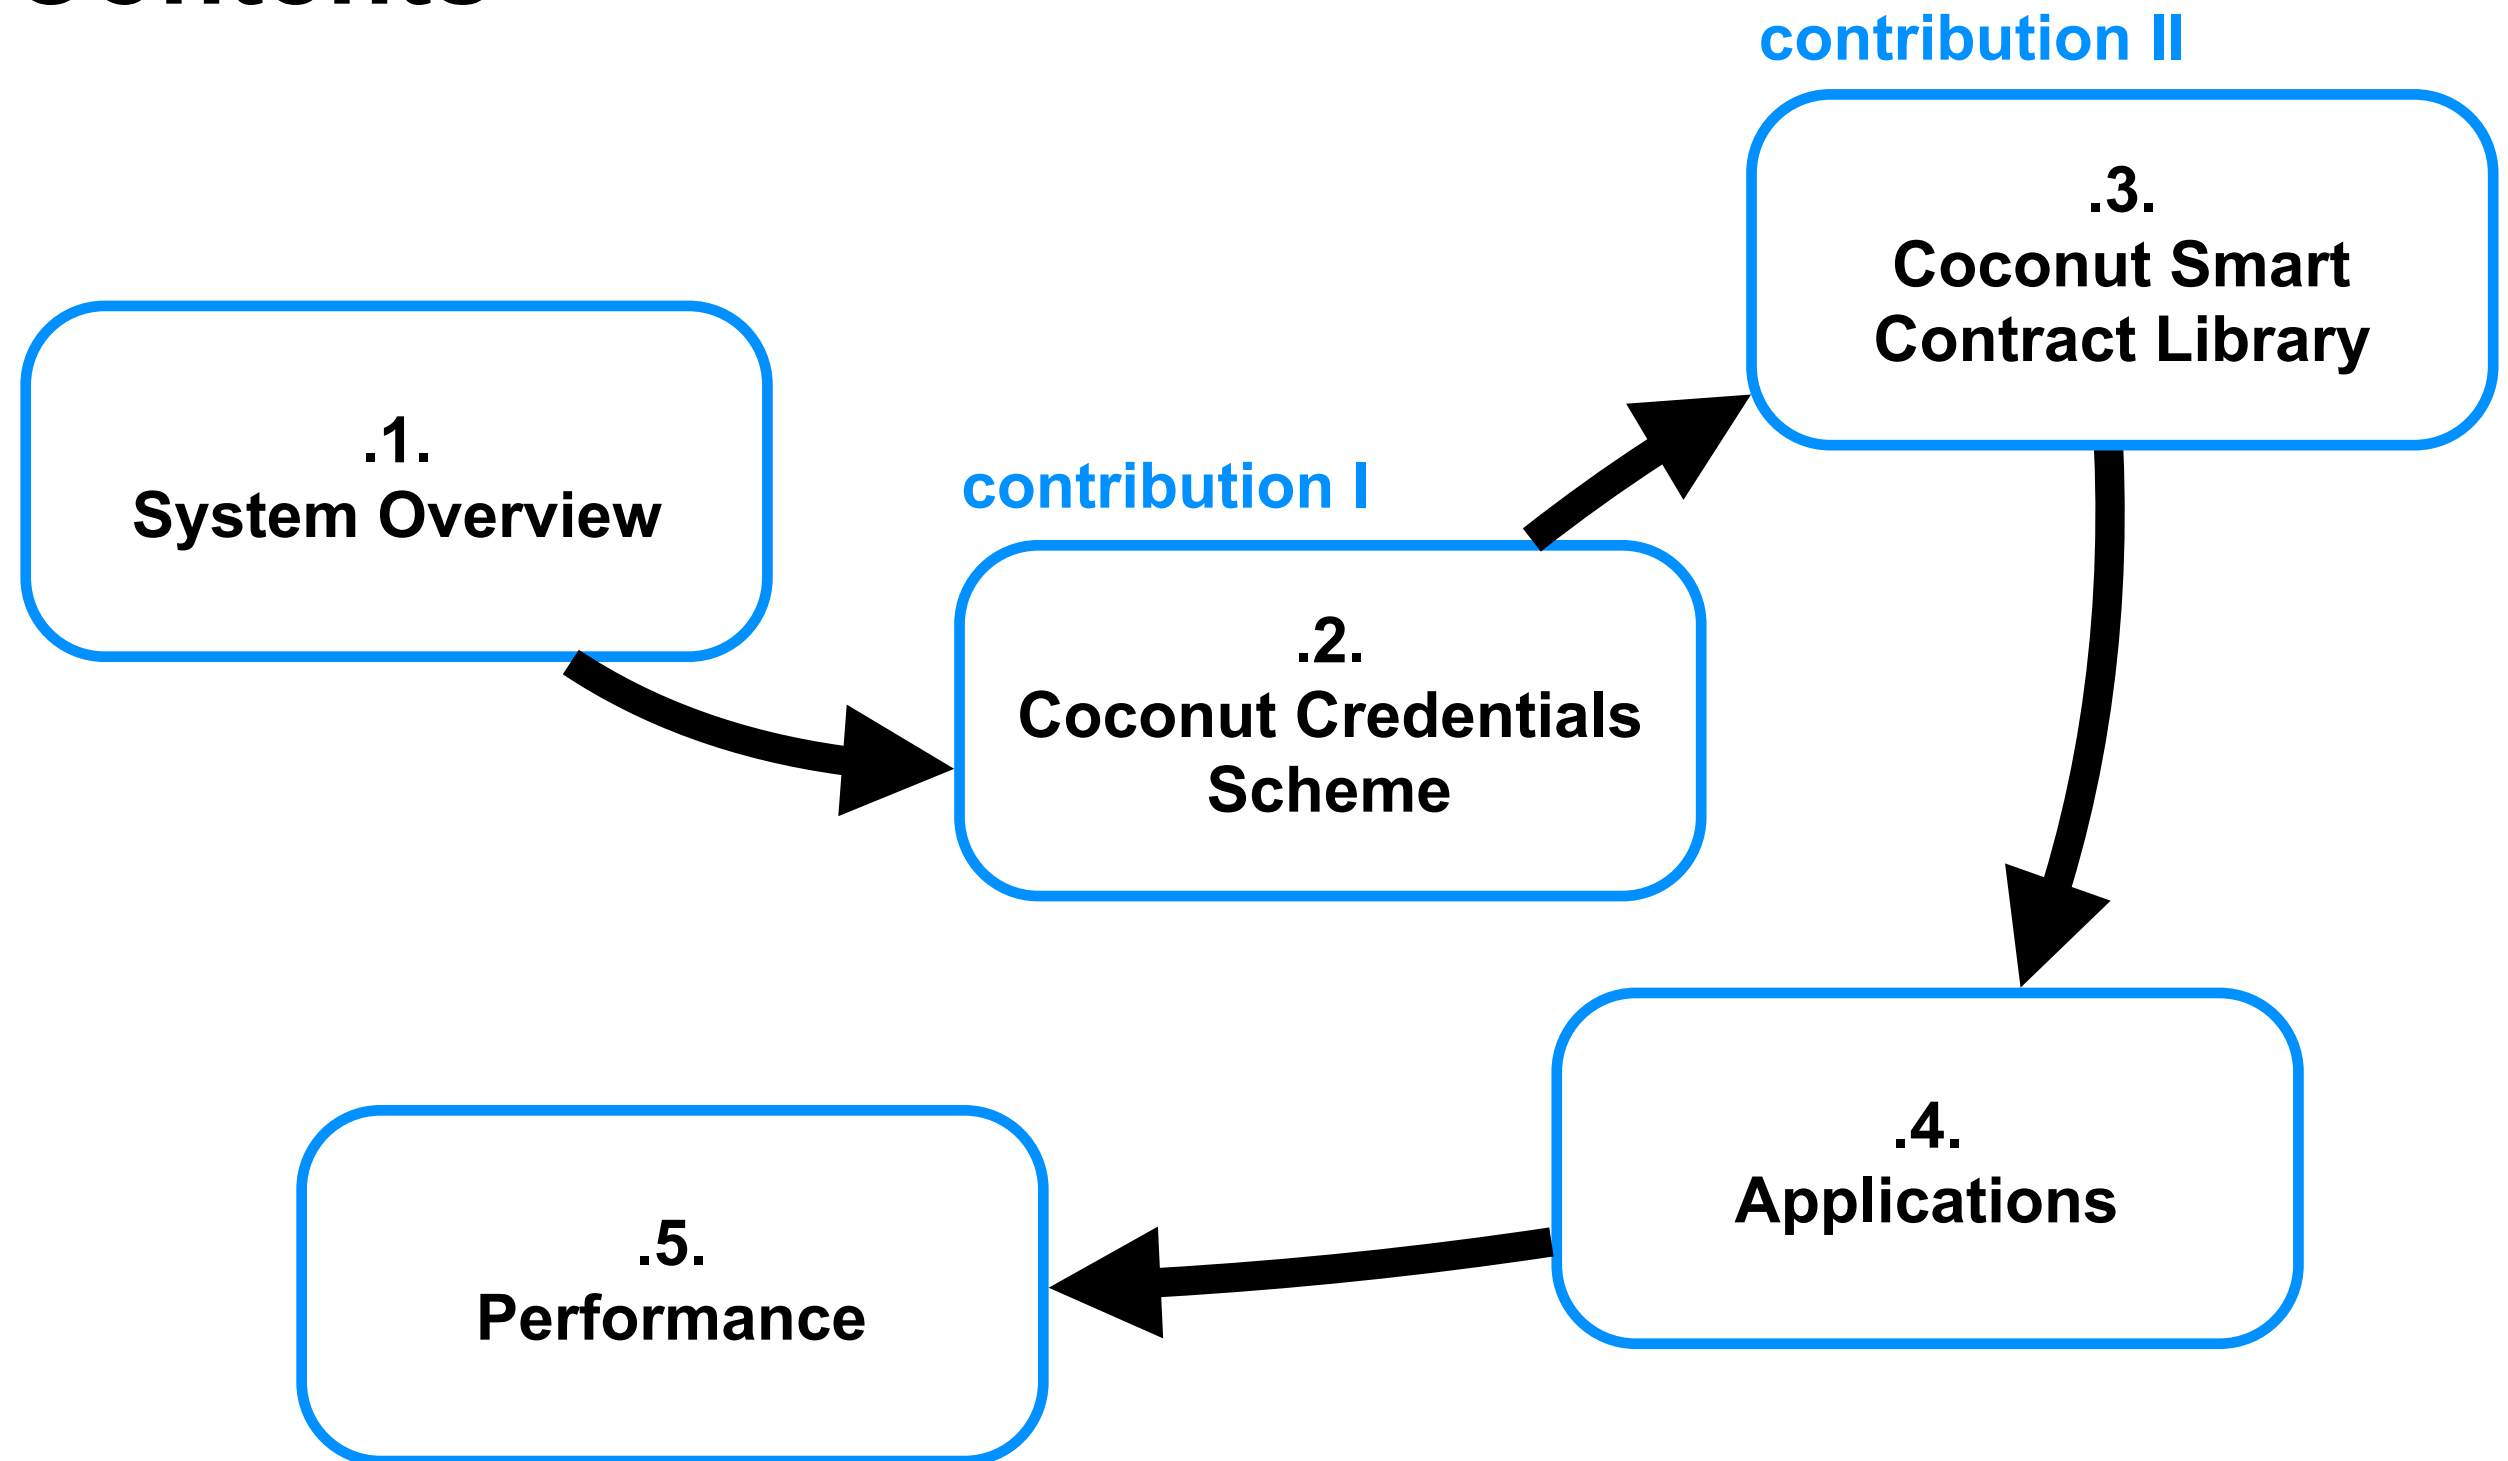 .1.
System Overview
contribution I
.2.
Coconut Credentials
Scheme
contribution II
.3.
Coconut Smart
Contract Library
.4.
Applications
.5.
Performance